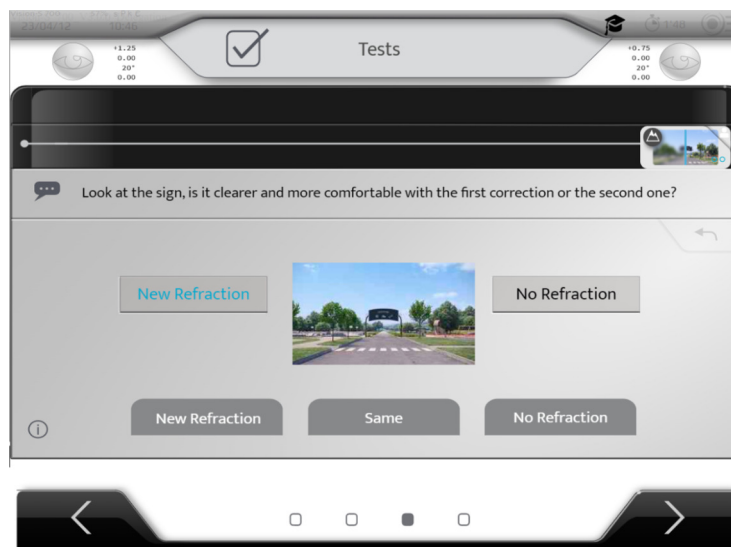 23/04/12 10:46
Tests
1'48
+1.25
0.00
20°
0.00
+0.75
0.00
20°
0.00
Look at the sign, is it clearer and more comfortable with the first correction or the second one?
New Refraction
No Refraction
New Refraction
Same
No Refraction